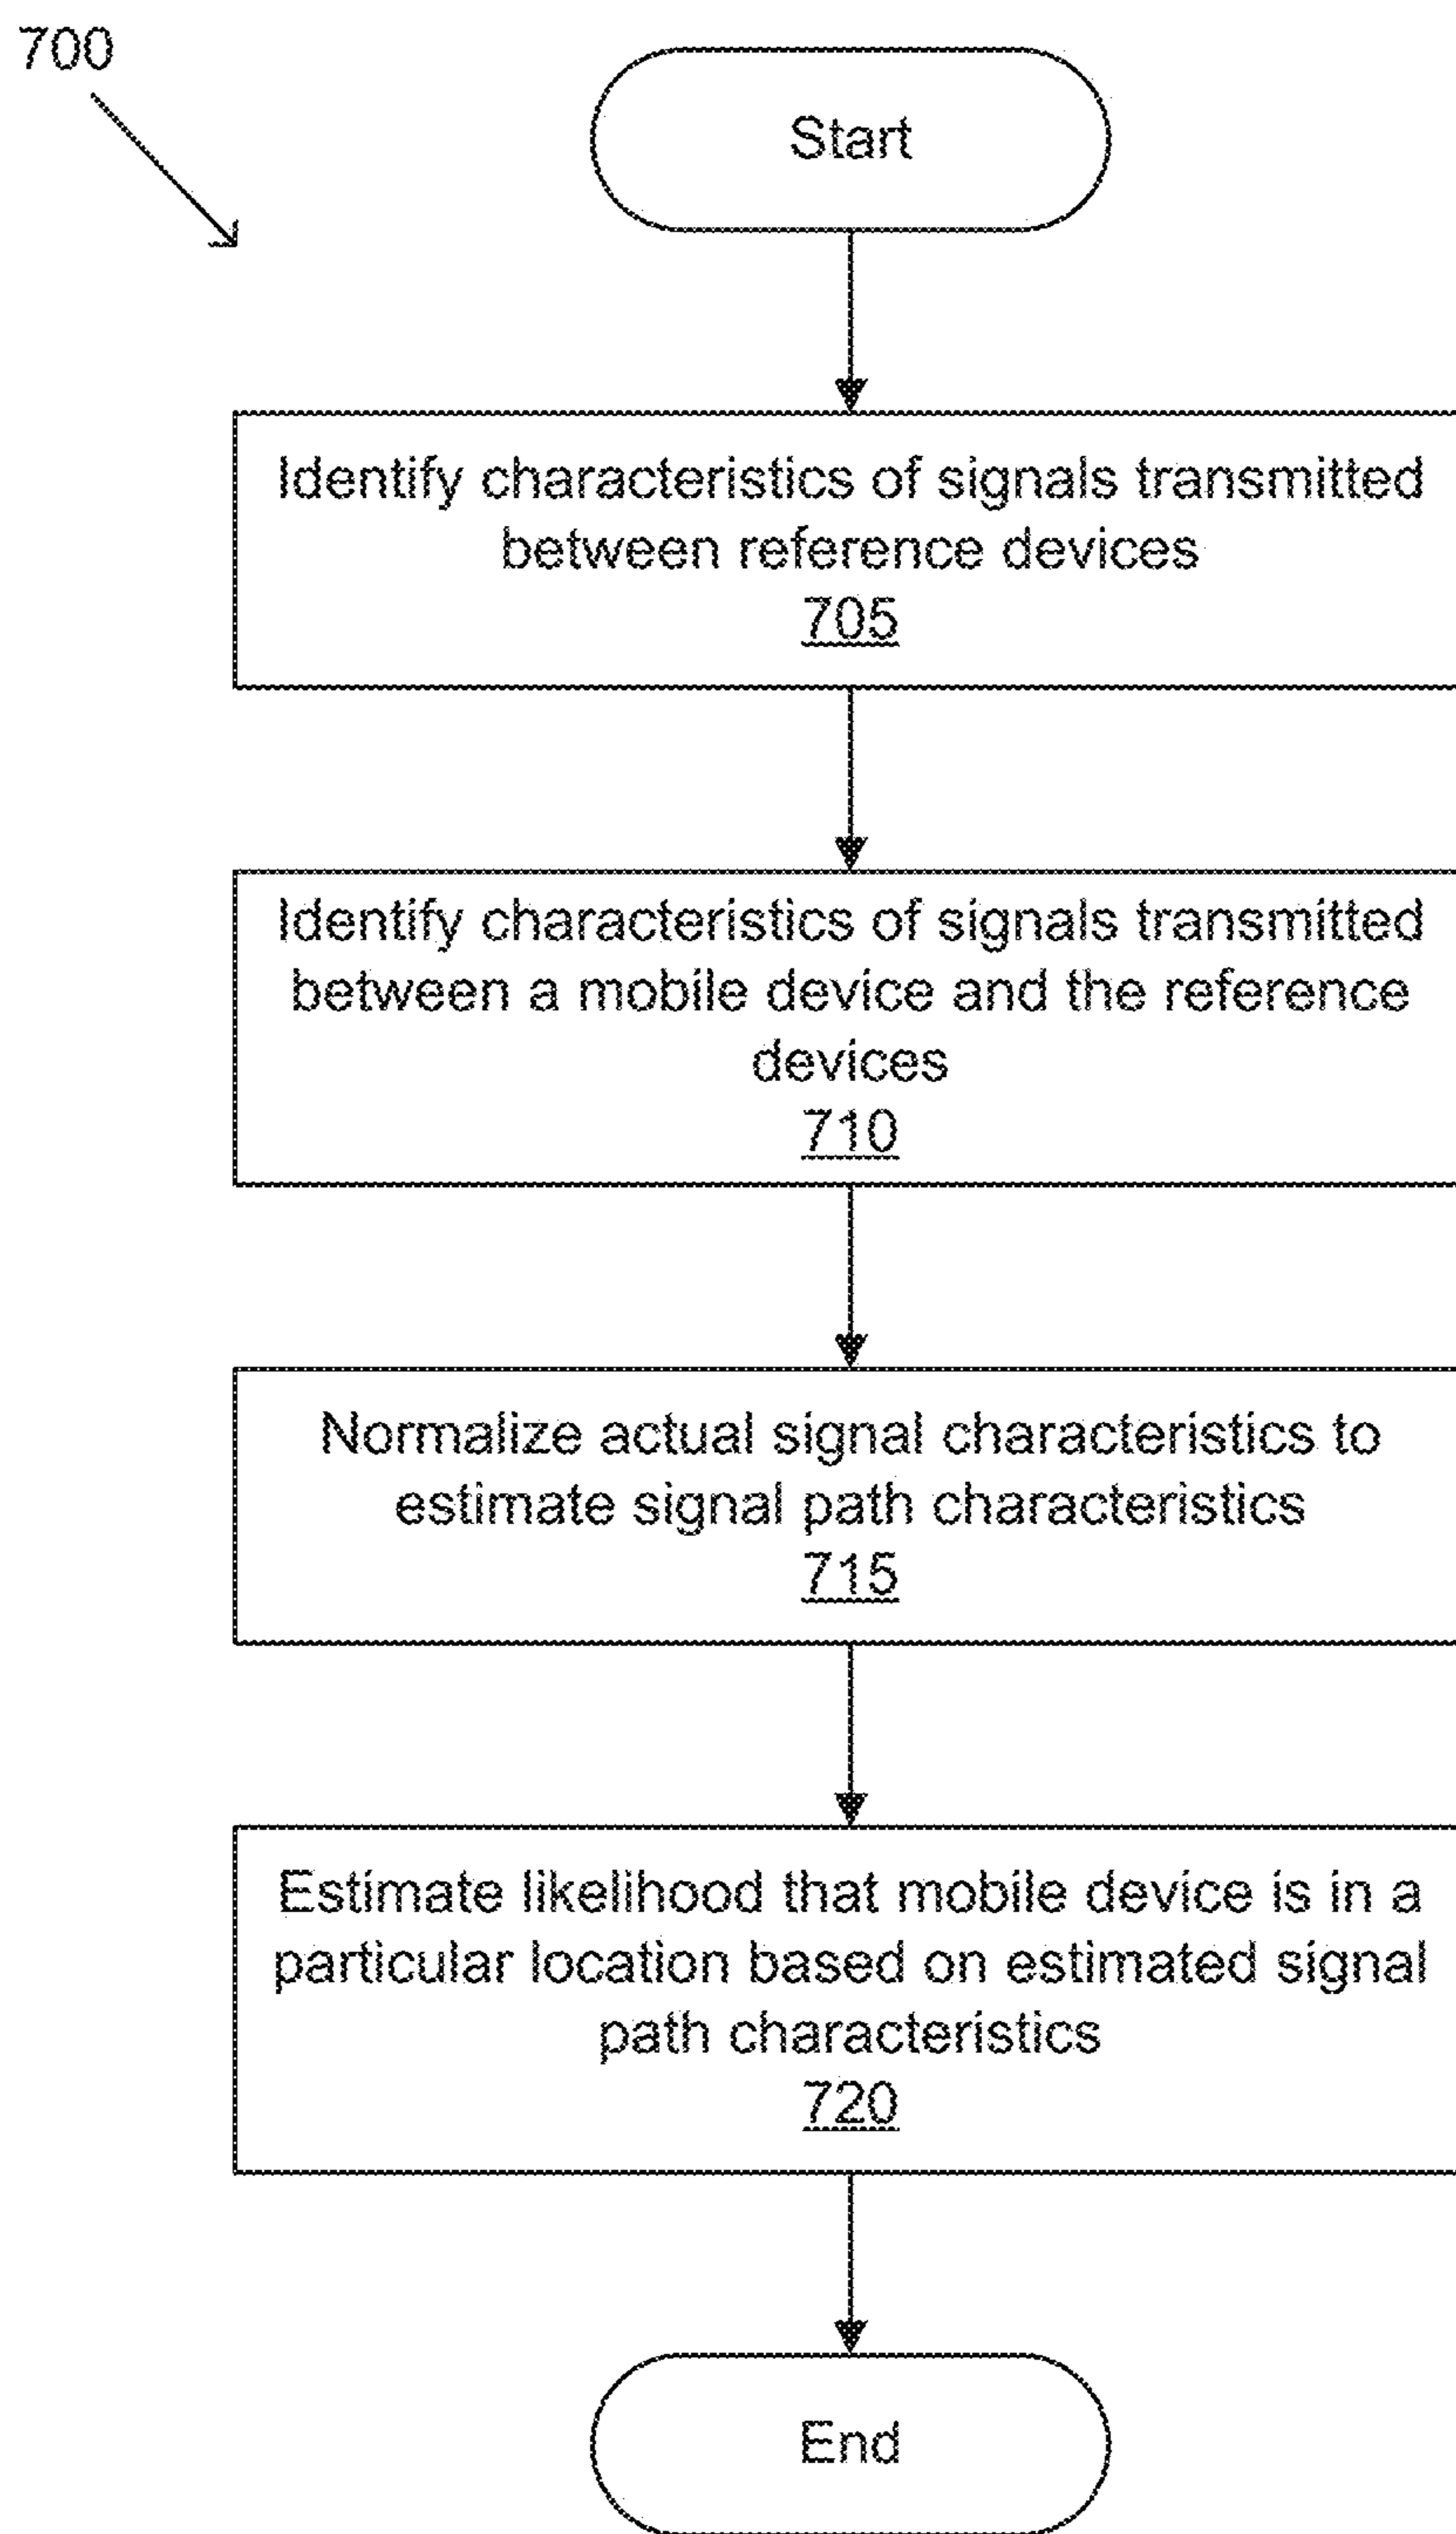 700
Start
Identify characteristics of signals transmitted
between reference devices
705
Identify characteristics of signals transmitted
between a mobile device and the reference
devices
710
Normalize actual signal characteristics to
estimate signal path characteristics
715
Estimate likelihood that mobile device is in a
particular location based on estimated signal
path characteristics
720
End